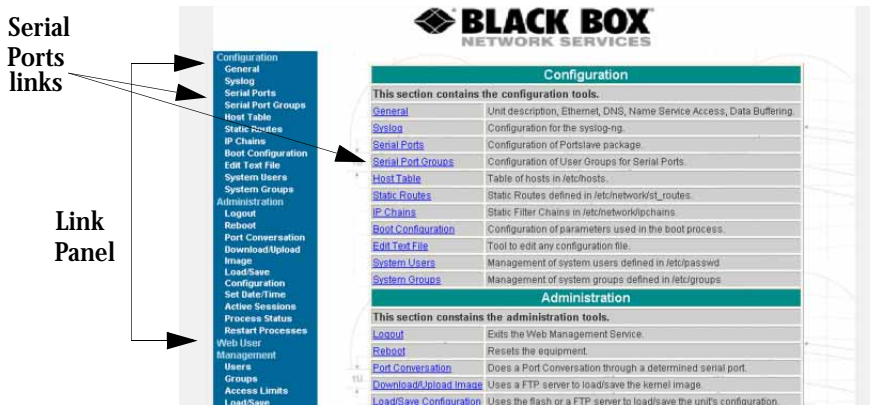 BLACK BOX
NETWORK SERVICES
Serial
Ports
links
Link
Panel
Configuration
General
Syslog
Serial Ports
Serial Port Groups
Host Table
Static Routes
IP Chains
Boot Configuration
Edit Text File
System Users
System Groups
Administration
Logout
Reboot
Port Conversation
Download/Upload
Image
Load/Save
Configuration
Set Date/Time
Active Sessions
Process Status
Restart Processes
Web User
Management
Users
Groups
Access Limits
Load/Save
Configuration
This section contains the configuration tools.
General Unit description, Ethernet, DNS, Name Service Access, Data Buffering.
Syslog Configuration for the syslog-ng.
Serial Ports Configuration of Portslave package.
Serial Port Groups Configuration of User Groups for Serial Ports.
Host Table Table of hosts in /etc/hosts.
Static Routes Static Routes defined in /etc/network/st_routes.
IP Chains Static Filter Chains in /etc/network/ipchains.
Boot Configuration Configuration of parameters used in the boot process.
Edit Text File Tool to edit any configuration file.
System Users Management of system users defined in /etc/passwd
System Groups Management of system groups defined in /etc/groups
Administration
This section constains the administration tools.
Logout Exits the Web Management Service.
Reboot Resets the equipment.
Port Conversation Does a Port Conversation through a determined serial port.
Download/Upload Image Uses a FTP server to load/save the kernel image.
Load/Save Configuration Uses the flash or a FTP server to load/save the unit's configuration.